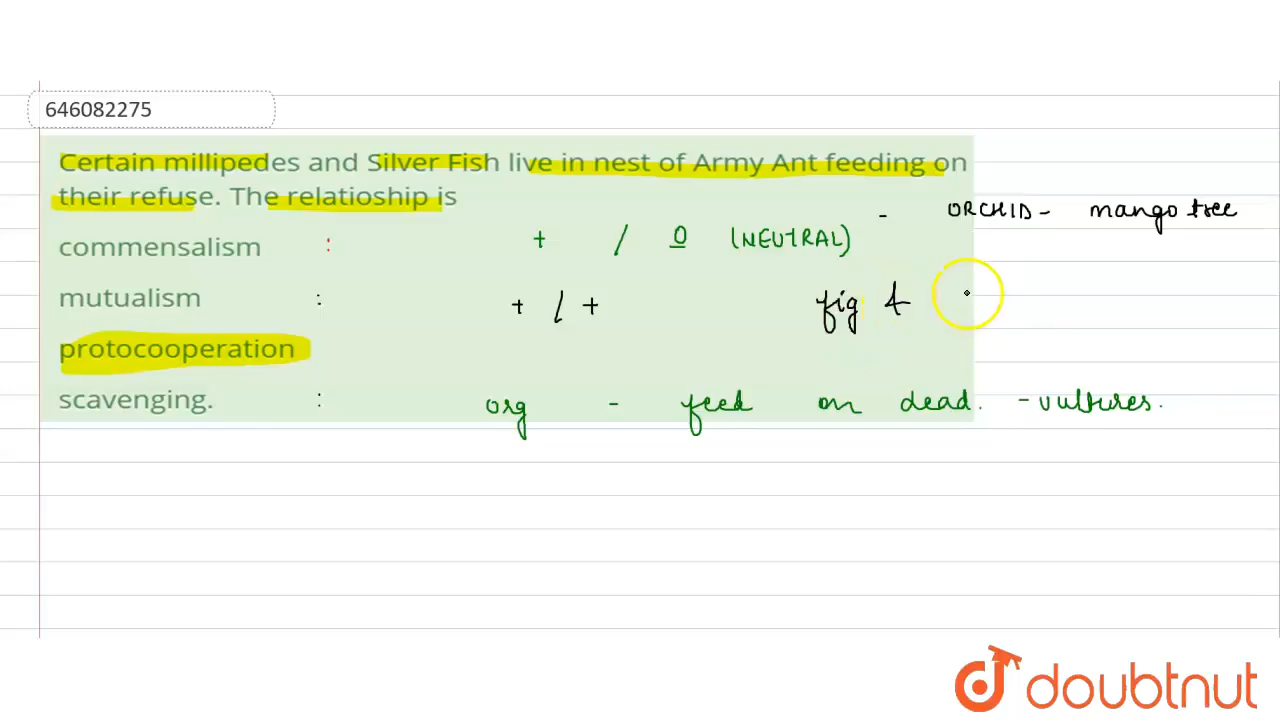 646082275
Certain millipedes and Silver Fish live in nest of Army Ant feeding on
their refuse. The relatioship is
- ORCHID - mango tree
commensalism : + / 0 (NEUTRAL)
mutualism : + / + fig &
protocooperation
scavenging. : org - feed on dead. - vultures.
doubtnut